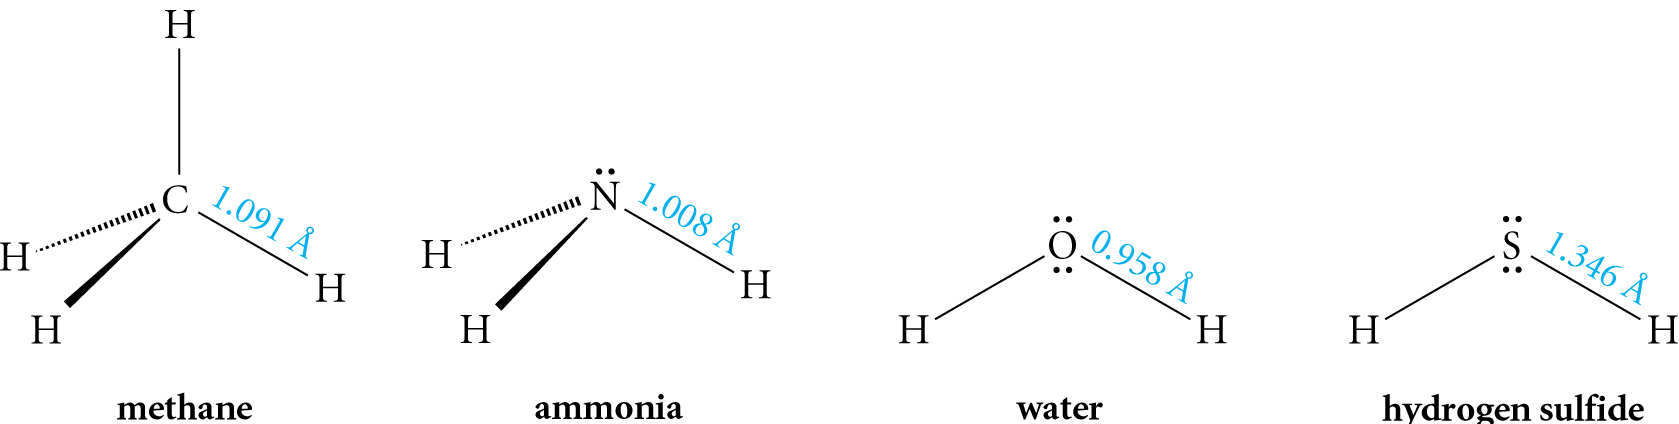 H
C 1.091 Å
H
H
H
methane
N 1.008 Å
H
H
H
ammonia
O 0.958 Å
H
H
water
S 1.346 Å
H
H
hydrogen sulfide